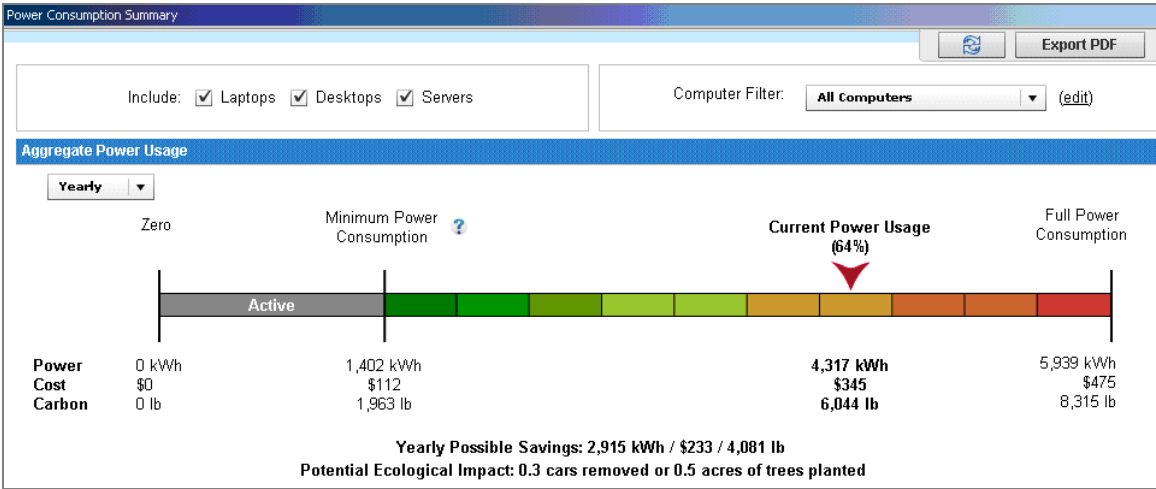 Power Consumption Summary
Export PDF
Include: Laptops Desktops Servers
Computer Filter: All Computers (edit)
Aggregate Power Usage
Yearly
Zero
Minimum Power
Consumption ?
Current Power Usage
(64%)
Full Power
Consumption
Active
Power 0 kWh 1,402 kWh 4,317 kWh 5,939 kWh
Cost $0 $112 $345 $475
Carbon 0 lb 1,963 lb 6,044 lb 8,315 lb
Yearly Possible Savings: 2,915 kWh / $233 / 4,081 lb
Potential Ecological Impact: 0.3 cars removed or 0.5 acres of trees planted